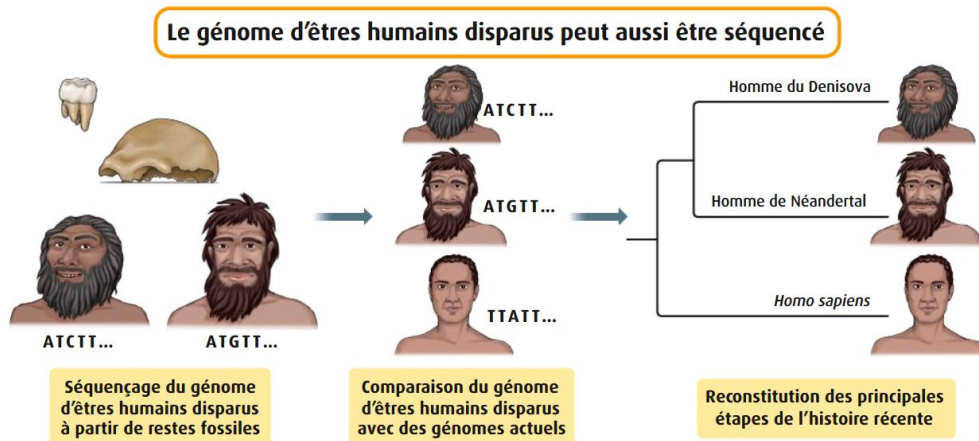 Le génome d'êtres humains disparus peut aussi être séquencé
ATCTT...
ATGTT...
Séquençage du génome
d'êtres humains disparus
à partir de restes fossiles
ATCTT...
ATGTT...
TTATT...
Comparaison du génome
d'êtres humains disparus
avec des génomes actuels
Homme du Denisova
Homme de Néandertal
Homo sapiens
Reconstitution des principales
étapes de l'histoire récente